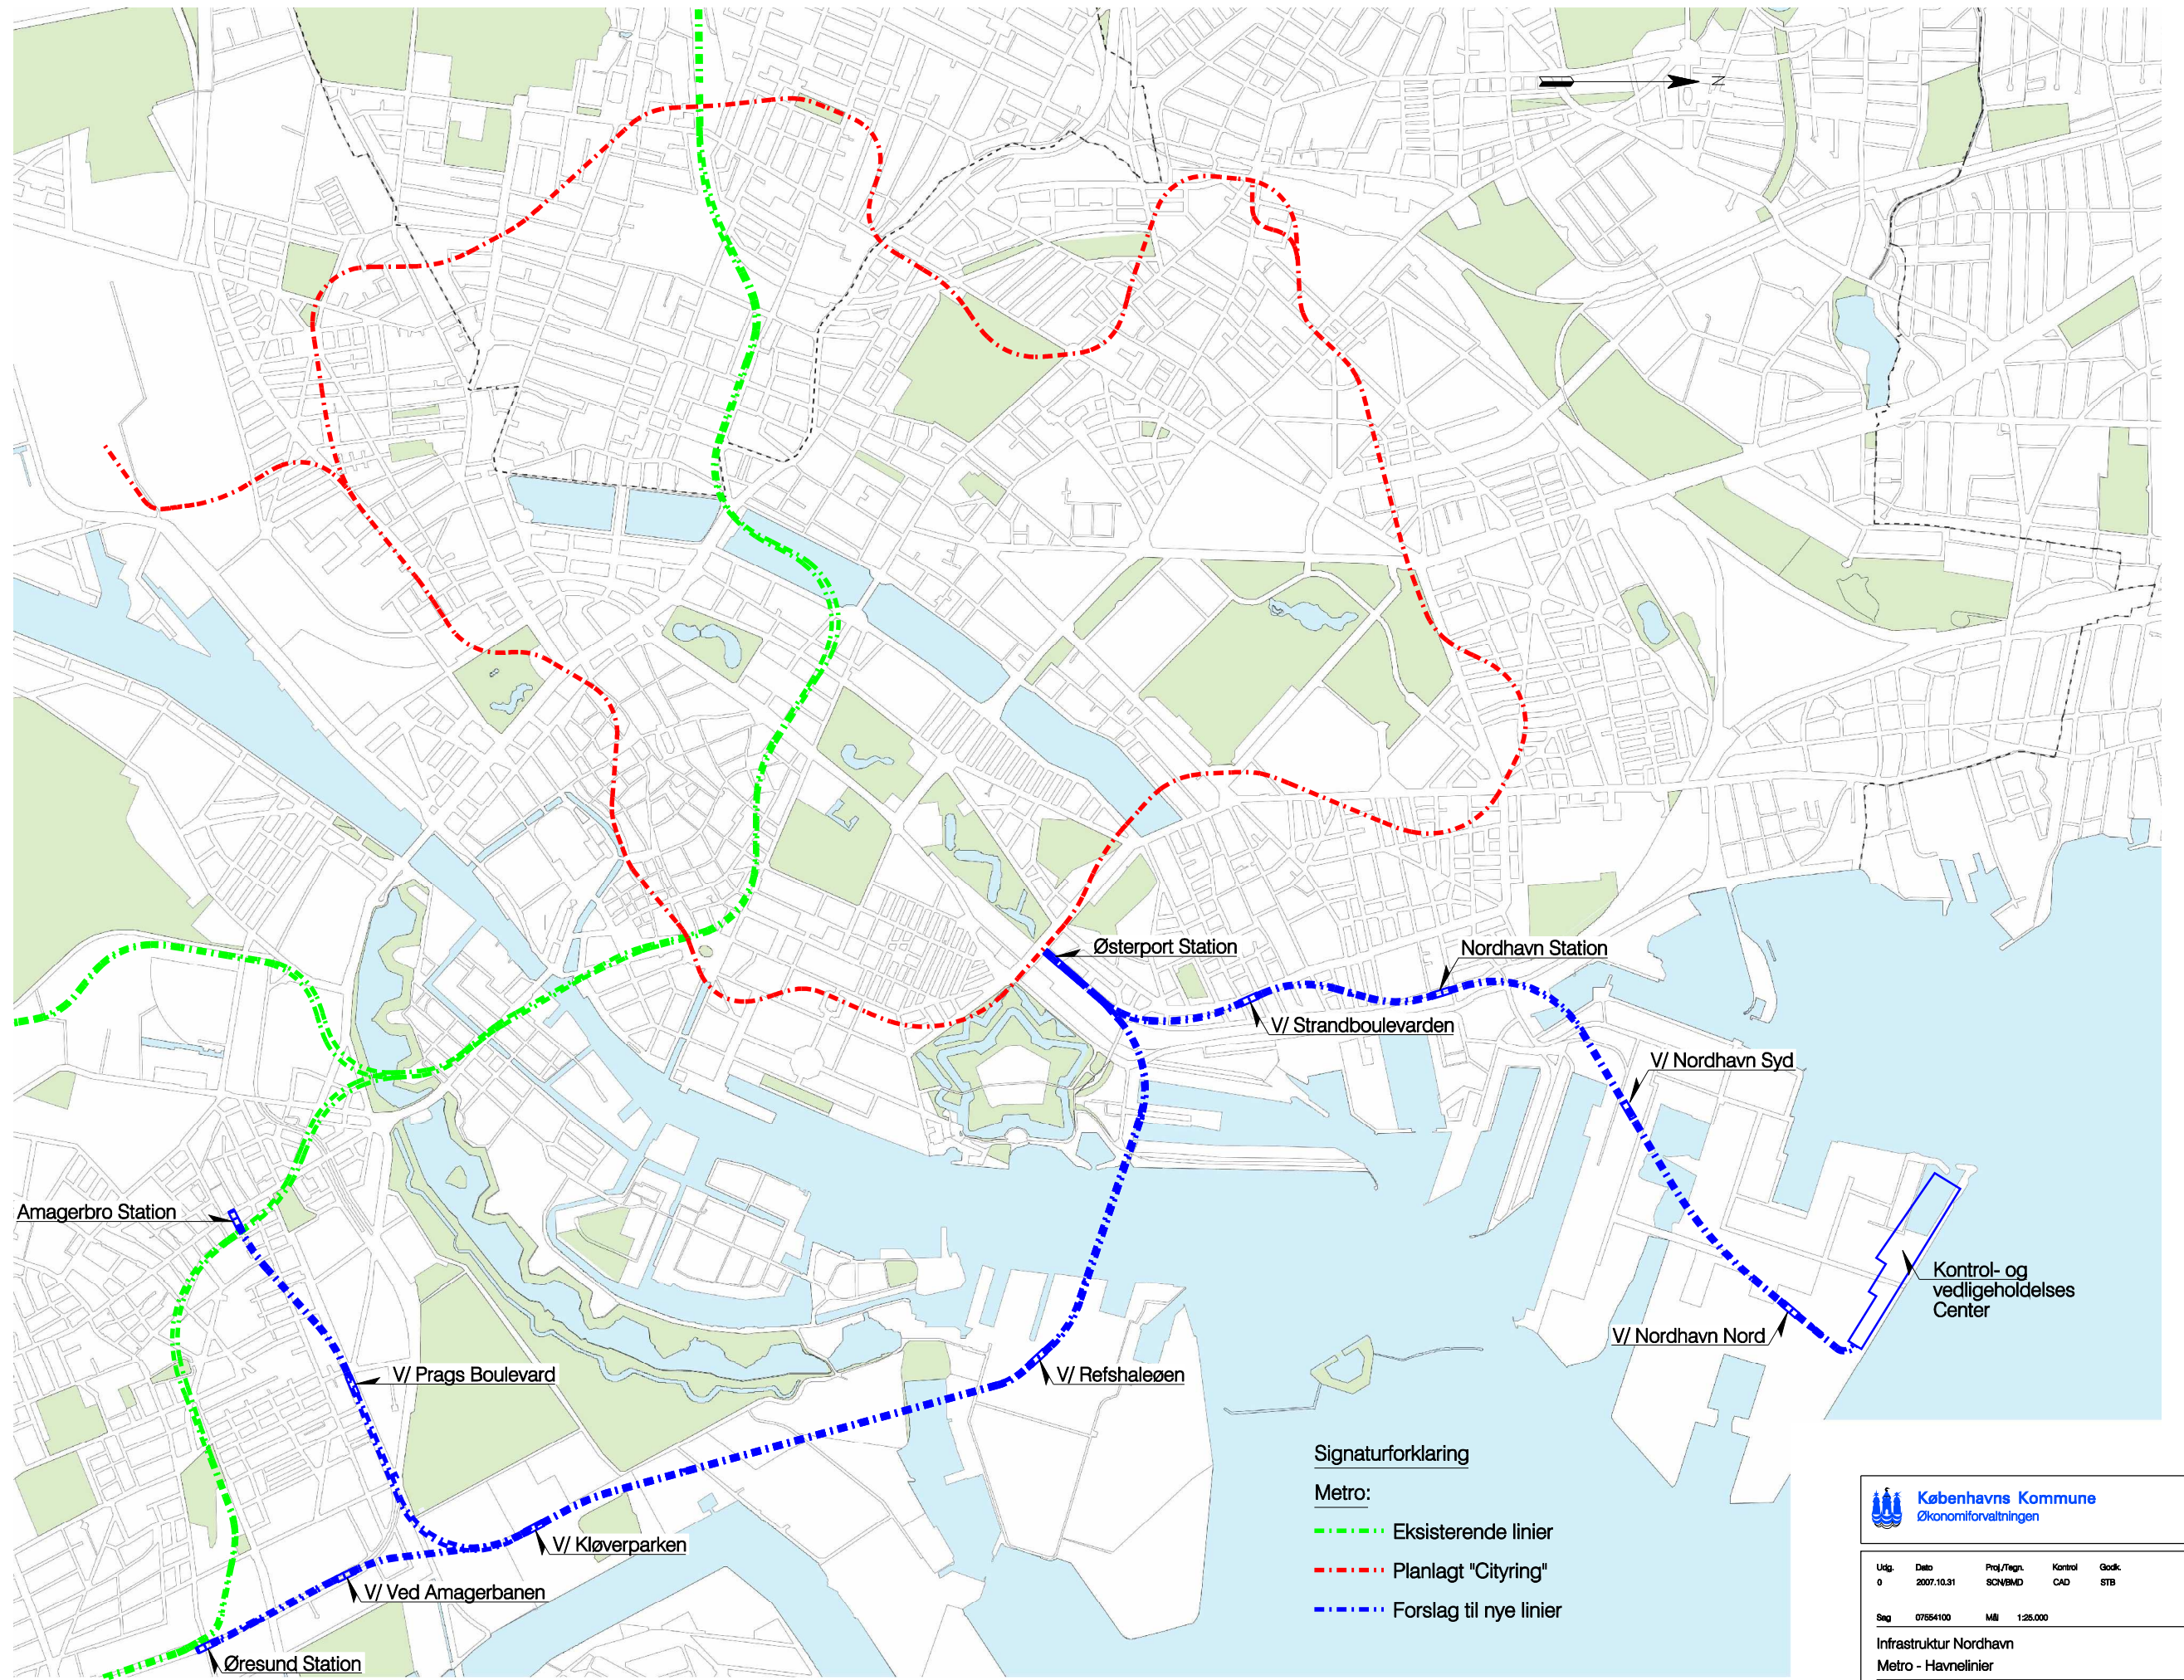 N
Østerport Station
Nordhavn Station
V/ Strandboulevarden
V/ Nordhavn Syd
Amagerbro Station
Kontrol- og
vedligeholdelses
Center
V/ Nordhavn Nord
V/ Prags Boulevard
V/ Refshaleøen
V/ Kløverparken
V/ Ved Amagerbanen
Øresund Station
Signaturforklaring
Metro:
Eksisterende linier
Planlagt "Cityring"
Forslag til nye linier
Københavns Kommune
Økonomiforvaltningen
Udg. Dato Proj./Tegn. Kontrol Godk.
0 2007.10.31 SCN/BMD CAD STB
Sag 07554100 Mål 1:25.000
Infrastruktur Nordhavn
Metro - Havnelinier